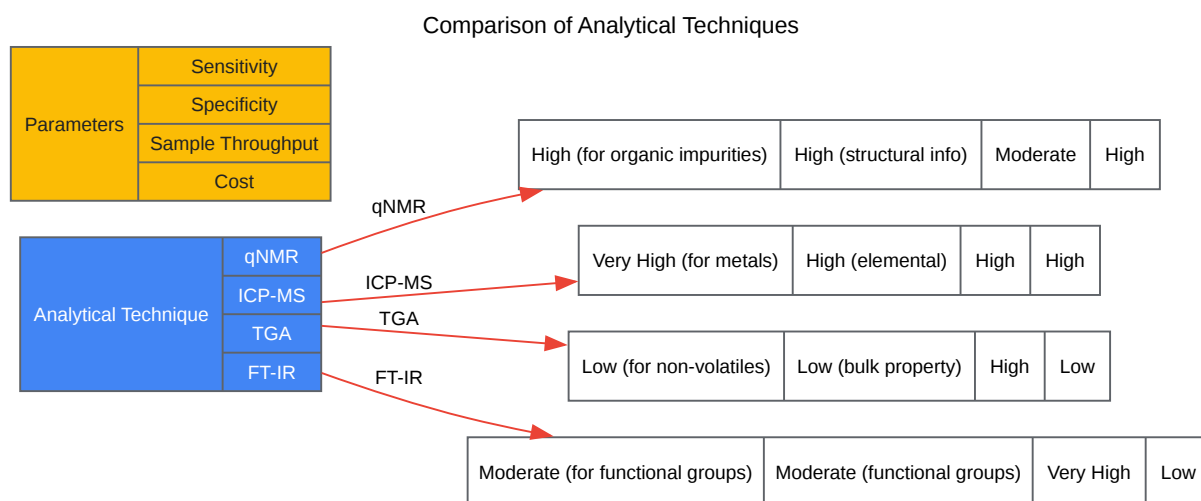 Comparison of Analytical Techniques
Parameters
Sensitivity
Specificity
Sample Throughput
Cost
Analytical Technique
qNMR
ICP-MS
TGA
FT-IR
qNMR
High (for organic impurities) High (structural info) Moderate High
ICP-MS
Very High (for metals) High (elemental) High High
TGA
Low (for non-volatiles) Low (bulk property) High Low
FT-IR
Moderate (for functional groups) Moderate (functional groups) Very High Low